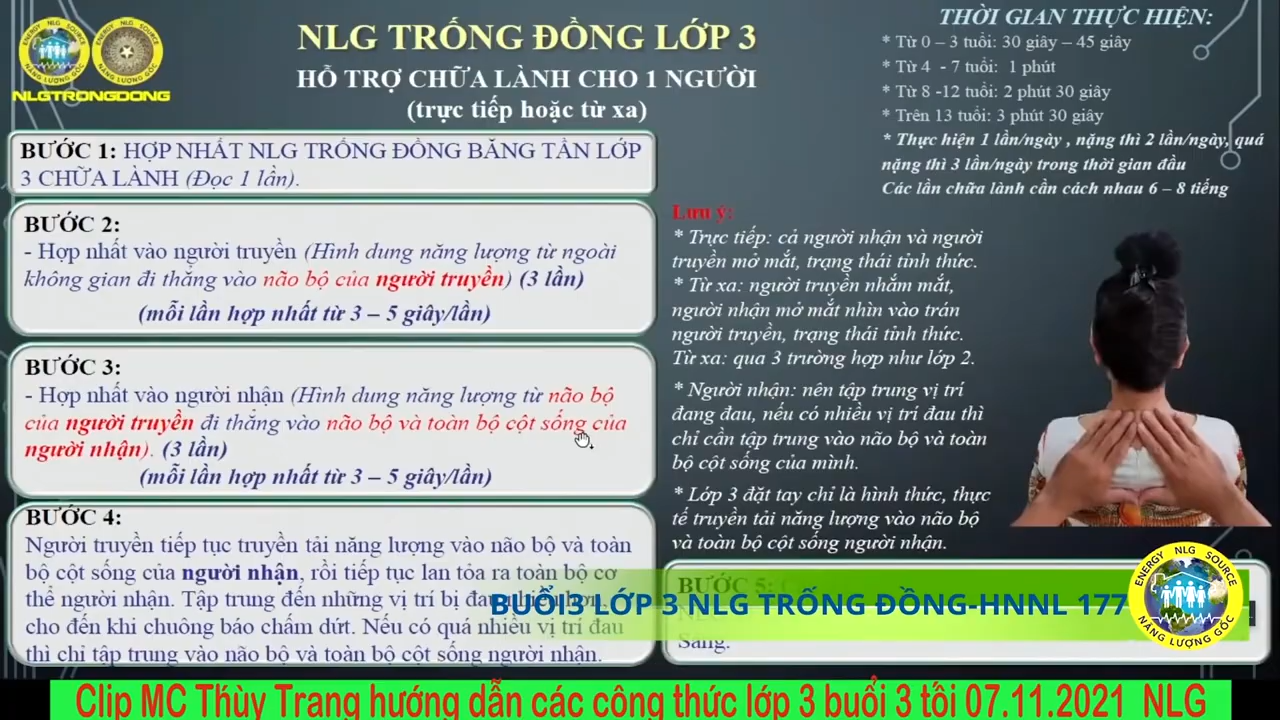 ENERGY NLG SOURCE
NĂNG LƯỢNG GỐC
ENERGY NLG SOURCE
NĂNG LƯỢNG GỐC
NLGTRONGDONG
NLG TRỐNG ĐỒNG LỚP 3
HỖ TRỢ CHỮA LÀNH CHO 1 NGƯỜI
(trực tiếp hoặc từ xa)
THỜI GIAN THỰC HIỆN:
* Từ 0 – 3 tuổi: 30 giây – 45 giây
* Từ 4 - 7 tuổi: 1 phút
* Từ 8 -12 tuổi: 2 phút 30 giây
* Trên 13 tuổi: 3 phút 30 giây
* Thực hiện 1 lần/ngày , nặng thì 2 lần/ngày, quá
nặng thì 3 lần/ngày trong thời gian đầu
Các lần chữa lành cần cách nhau 6 – 8 tiếng
BƯỚC 1: HỢP NHẤT NLG TRỐNG ĐỒNG BĂNG TẦN LỚP
3 CHỮA LÀNH (Đọc 1 lần).
BƯỚC 2:
- Hợp nhất vào người truyền (Hình dung năng lượng từ ngoài
không gian đi thẳng vào não bộ của người truyền) (3 lần)
(mỗi lần hợp nhất từ 3 – 5 giây/lần)
BƯỚC 3:
- Hợp nhất vào người nhận (Hình dung năng lượng từ não bộ
của người truyền đi thẳng vào não bộ và toàn bộ cột sống của
người nhận). (3 lần)
(mỗi lần hợp nhất từ 3 – 5 giây/lần)
BƯỚC 4:
Người truyền tiếp tục truyền tải năng lượng vào não bộ và toàn
bộ cột sống của người nhận, rồi tiếp tục lan tỏa ra toàn bộ cơ
thể người nhận. Tập trung đến những vị trí bị đau nhiều hơn
cho đến khi chuông báo chấm dứt. Nếu có quá nhiều vị trí đau
thì chỉ tập trung vào não bộ và toàn bộ cột sống người nhận.
Lưu ý:
* Trực tiếp: cả người nhận và người
truyền mở mắt, trạng thái tỉnh thức.
* Từ xa: người truyền nhắm mắt,
người nhận mở mắt nhìn vào trán
người truyền, trạng thái tỉnh thức.
Từ xa: qua 3 trường hợp như lớp 2.
* Người nhận: nên tập trung vị trí
đang đau, nếu có nhiều vị trí đau thì
chỉ cần tập trung vào não bộ và toàn
bộ cột sống của mình.
* Lớp 3 đặt tay chỉ là hình thức, thực
tế truyền tải năng lượng vào não bộ
và toàn bộ cột sống người nhận.
BƯỚC 5:
Sang.
BUỔI3 LỚP 3 NLG TRỐNG ĐỒNG-HNNL 177
ENERGY NLG SOURCE
NĂNG LƯỢNG GỐC
Clip MC Thùy Trang hướng dẫn các công thức lớp 3 buổi 3 tối 07.11.2021 NLG